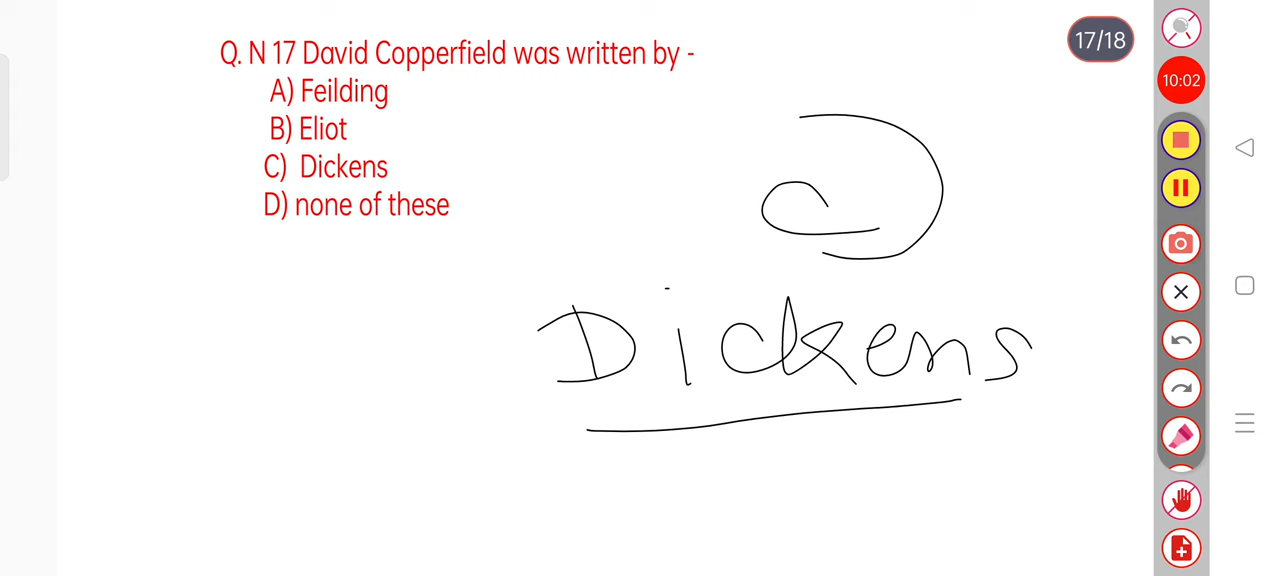 17/18
Q. N 17 David Copperfield was written by -
A) Feilding
B) Eliot
C) Dickens
D) none of these
Dickens
10:02